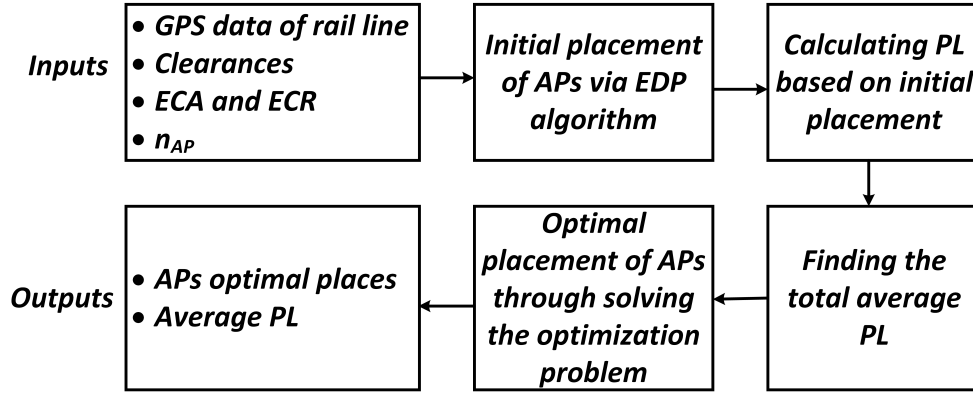 Inputs
• GPS data of rail line
• Clearances
• ECA and ECR
• nAP
Initial placement
of APs via EDP
algorithm
Calculating PL
based on initial
placement
Outputs
• APs optimal places
• Average PL
Optimal
placement of APs
through solving
the optimization
problem
Finding the
total average
PL